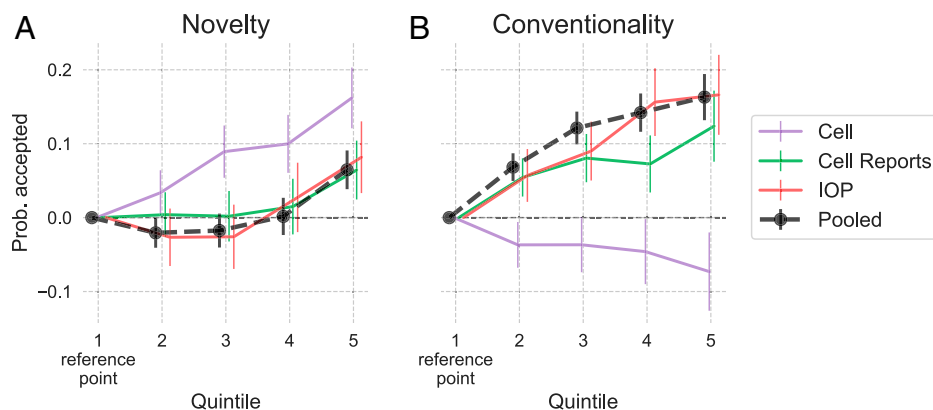 A
Novelty
B
Conventionality
Prob. accepted
0.2
0.1
0.0
−0.1
1 2 3 4 5
reference
point
Quintile
1 2 3 4 5
reference
point
Quintile
Cell
Cell Reports
IOP
Pooled